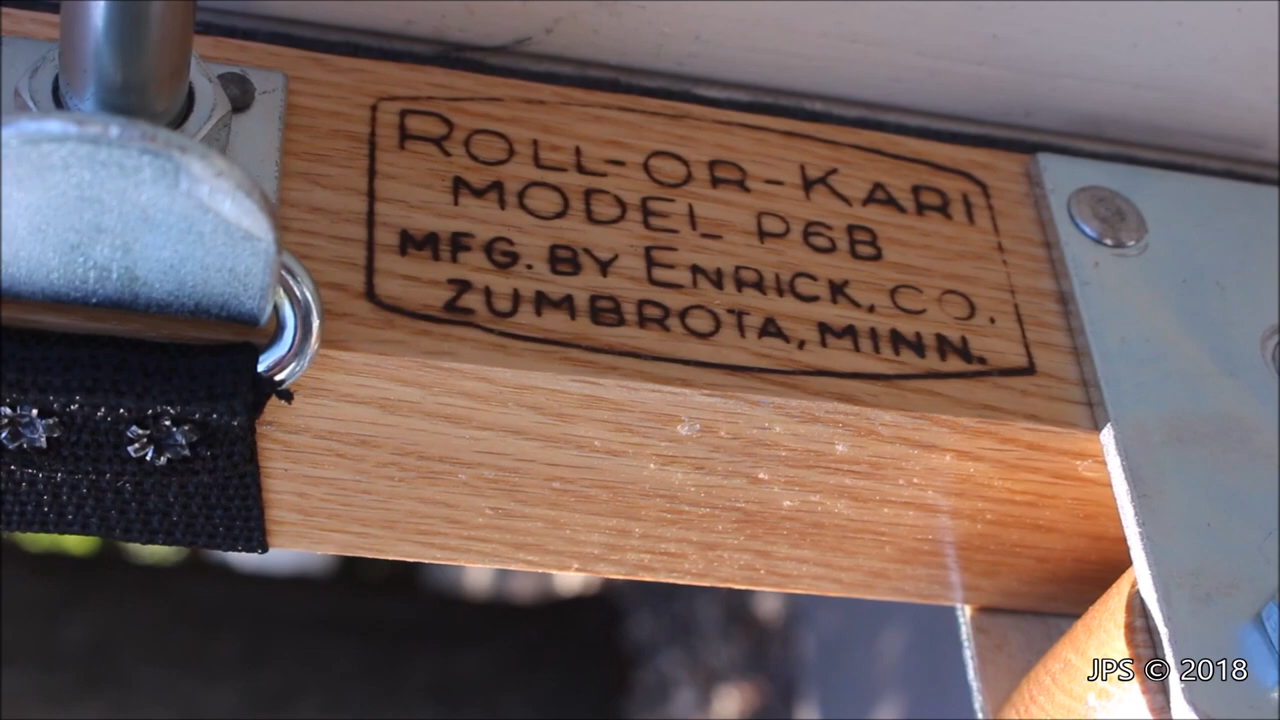 ROLL-OR-KARI
MODEL P6B
MFG. BY ENRICK, CO.
ZUMBROTA, MINN.
JPS © 2018